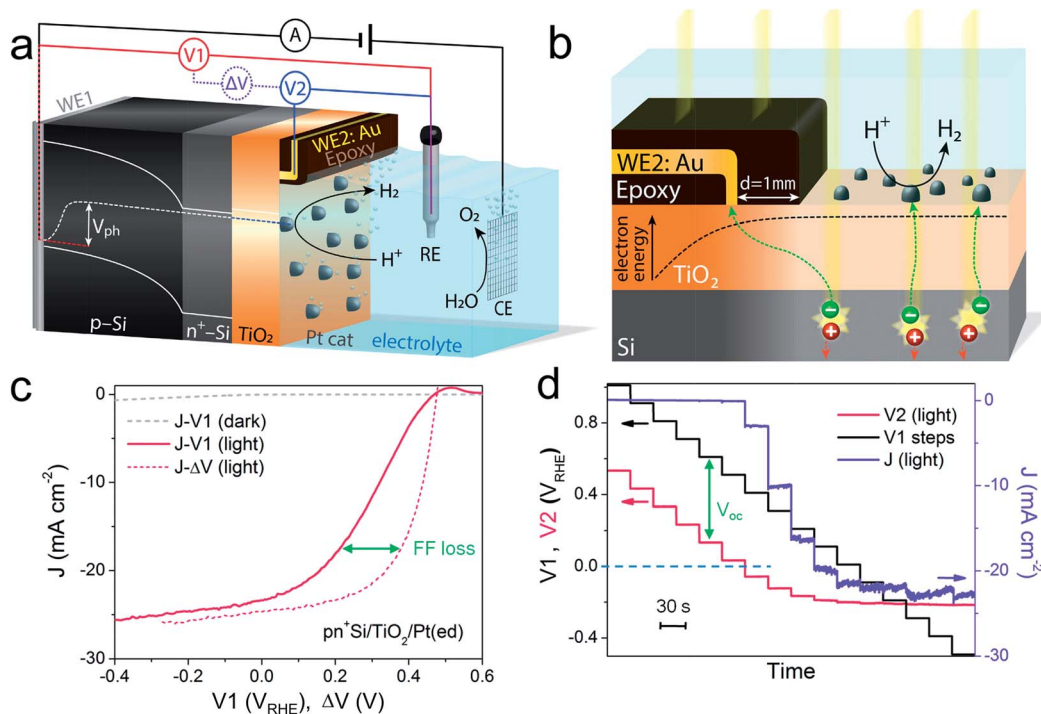 a
A
V1
ΔV
V2
WE1
WE2: Au
Epoxy
Vph
H₂
H⁺
O₂
H₂O
RE
CE
p–Si
n⁺–Si
TiO₂
Pt cat
electrolyte
b
H⁺
H₂
WE2: Au
Epoxy
d=1mm
electron
energy
TiO₂
Si
−
−
−
+
+
+
c
J-V1 (dark)
J-V1 (light)
J-ΔV (light)
FF loss
pn⁺Si/TiO₂/Pt(ed)
J (mA cm⁻²)
0
-10
-20
-30
-0.4 -0.2 0.0 0.2 0.4 0.6
V1 (VRHE), ΔV (V)
d
V2 (light)
V1 steps
J (light)
Voc
30 s
V1 , V2 (VRHE)
0.8
0.4
0.0
-0.4
J (mA cm⁻²)
0
-10
-20
-30
Time